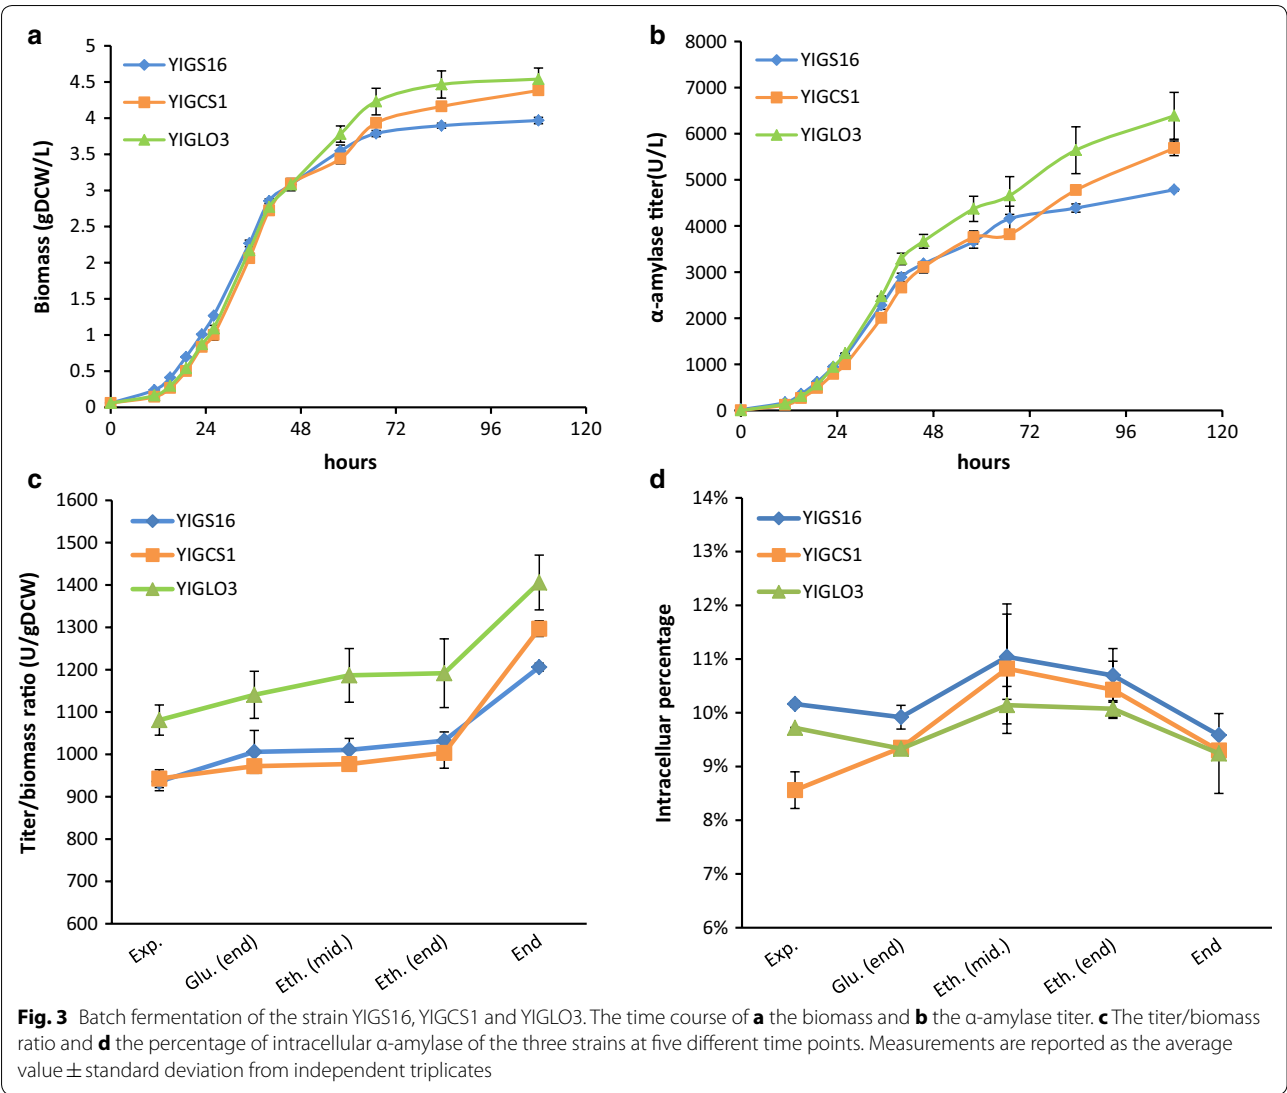 a
5
4.5
4
3.5
3
2.5
2
1.5
1
0.5
0
Biomass (gDCW/L)
YIGS16
YIGCS1
YIGLO3
0 24 48 72 96 120
hours
b
8000
7000
6000
5000
4000
3000
2000
1000
0
α-amylase titer(U/L)
YIGS16
YIGCS1
YIGLO3
0 24 48 72 96 120
hours
c
1600
1500
1400
1300
1200
1100
1000
900
800
700
600
Titer/biomass ratio (U/gDCW)
YIGS16
YIGCS1
YIGLO3
Exp. Glu. (end) Eth. (mid.) Eth. (end) End
d
14%
13%
12%
11%
10%
9%
8%
7%
6%
Intracelluar percentage
YIGS16
YIGCS1
YIGLO3
Exp. Glu. (end) Eth. (mid.) Eth. (end) End
Fig. 3 Batch fermentation of the strain YIGS16, YIGCS1 and YIGLO3. The time course of a the biomass and b the α-amylase titer. c The titer/biomass
ratio and d the percentage of intracellular α-amylase of the three strains at five different time points. Measurements are reported as the average
value ± standard deviation from independent triplicates